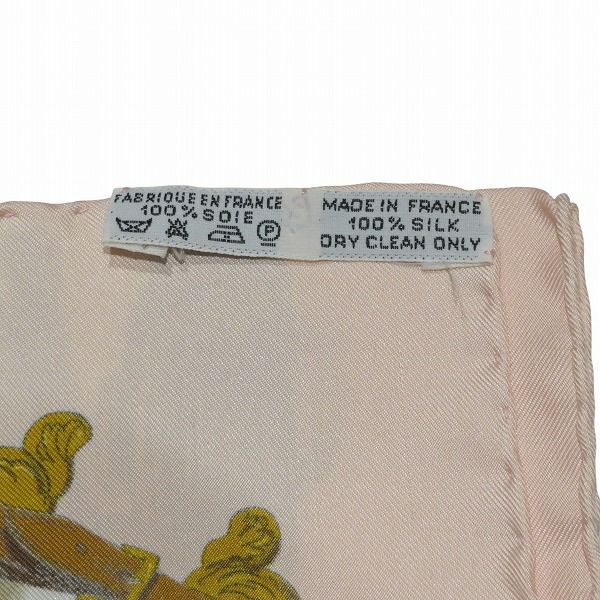 FABRIQUE EN FRANCE
100% SOIE
P
MADE IN FRANCE
100% SILK
DRY CLEAN ONLY